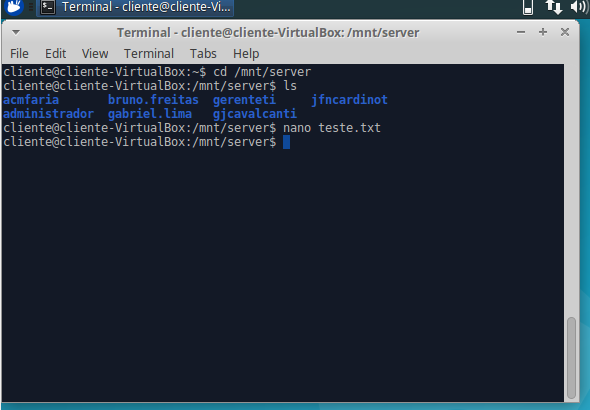 Terminal - cliente@cliente-Vi...
Terminal - cliente@cliente-VirtualBox: /mnt/server
File Edit View Terminal Tabs Help
cliente@cliente-VirtualBox:~$ cd /mnt/server
cliente@cliente-VirtualBox:/mnt/server$ ls
acmfaria bruno.freitas gerenteti jfncardinot
administrador gabriel.lima gjcavalcanti
cliente@cliente-VirtualBox:/mnt/server$ nano teste.txt
cliente@cliente-VirtualBox:/mnt/server$